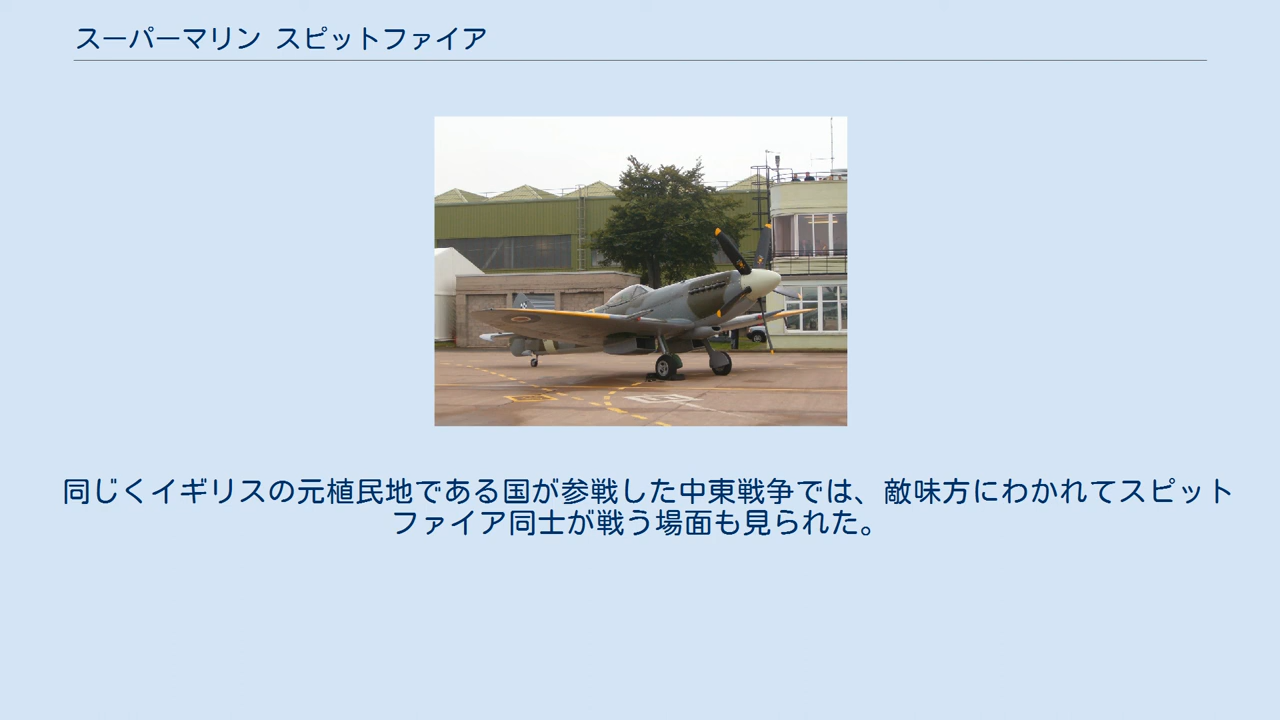 スーパーマリン スピットファイア
同じくイギリスの元植民地である国が参戦した中東戦争では、敵味方にわかれてスピット
ファイア同士が戦う場面も見られた。